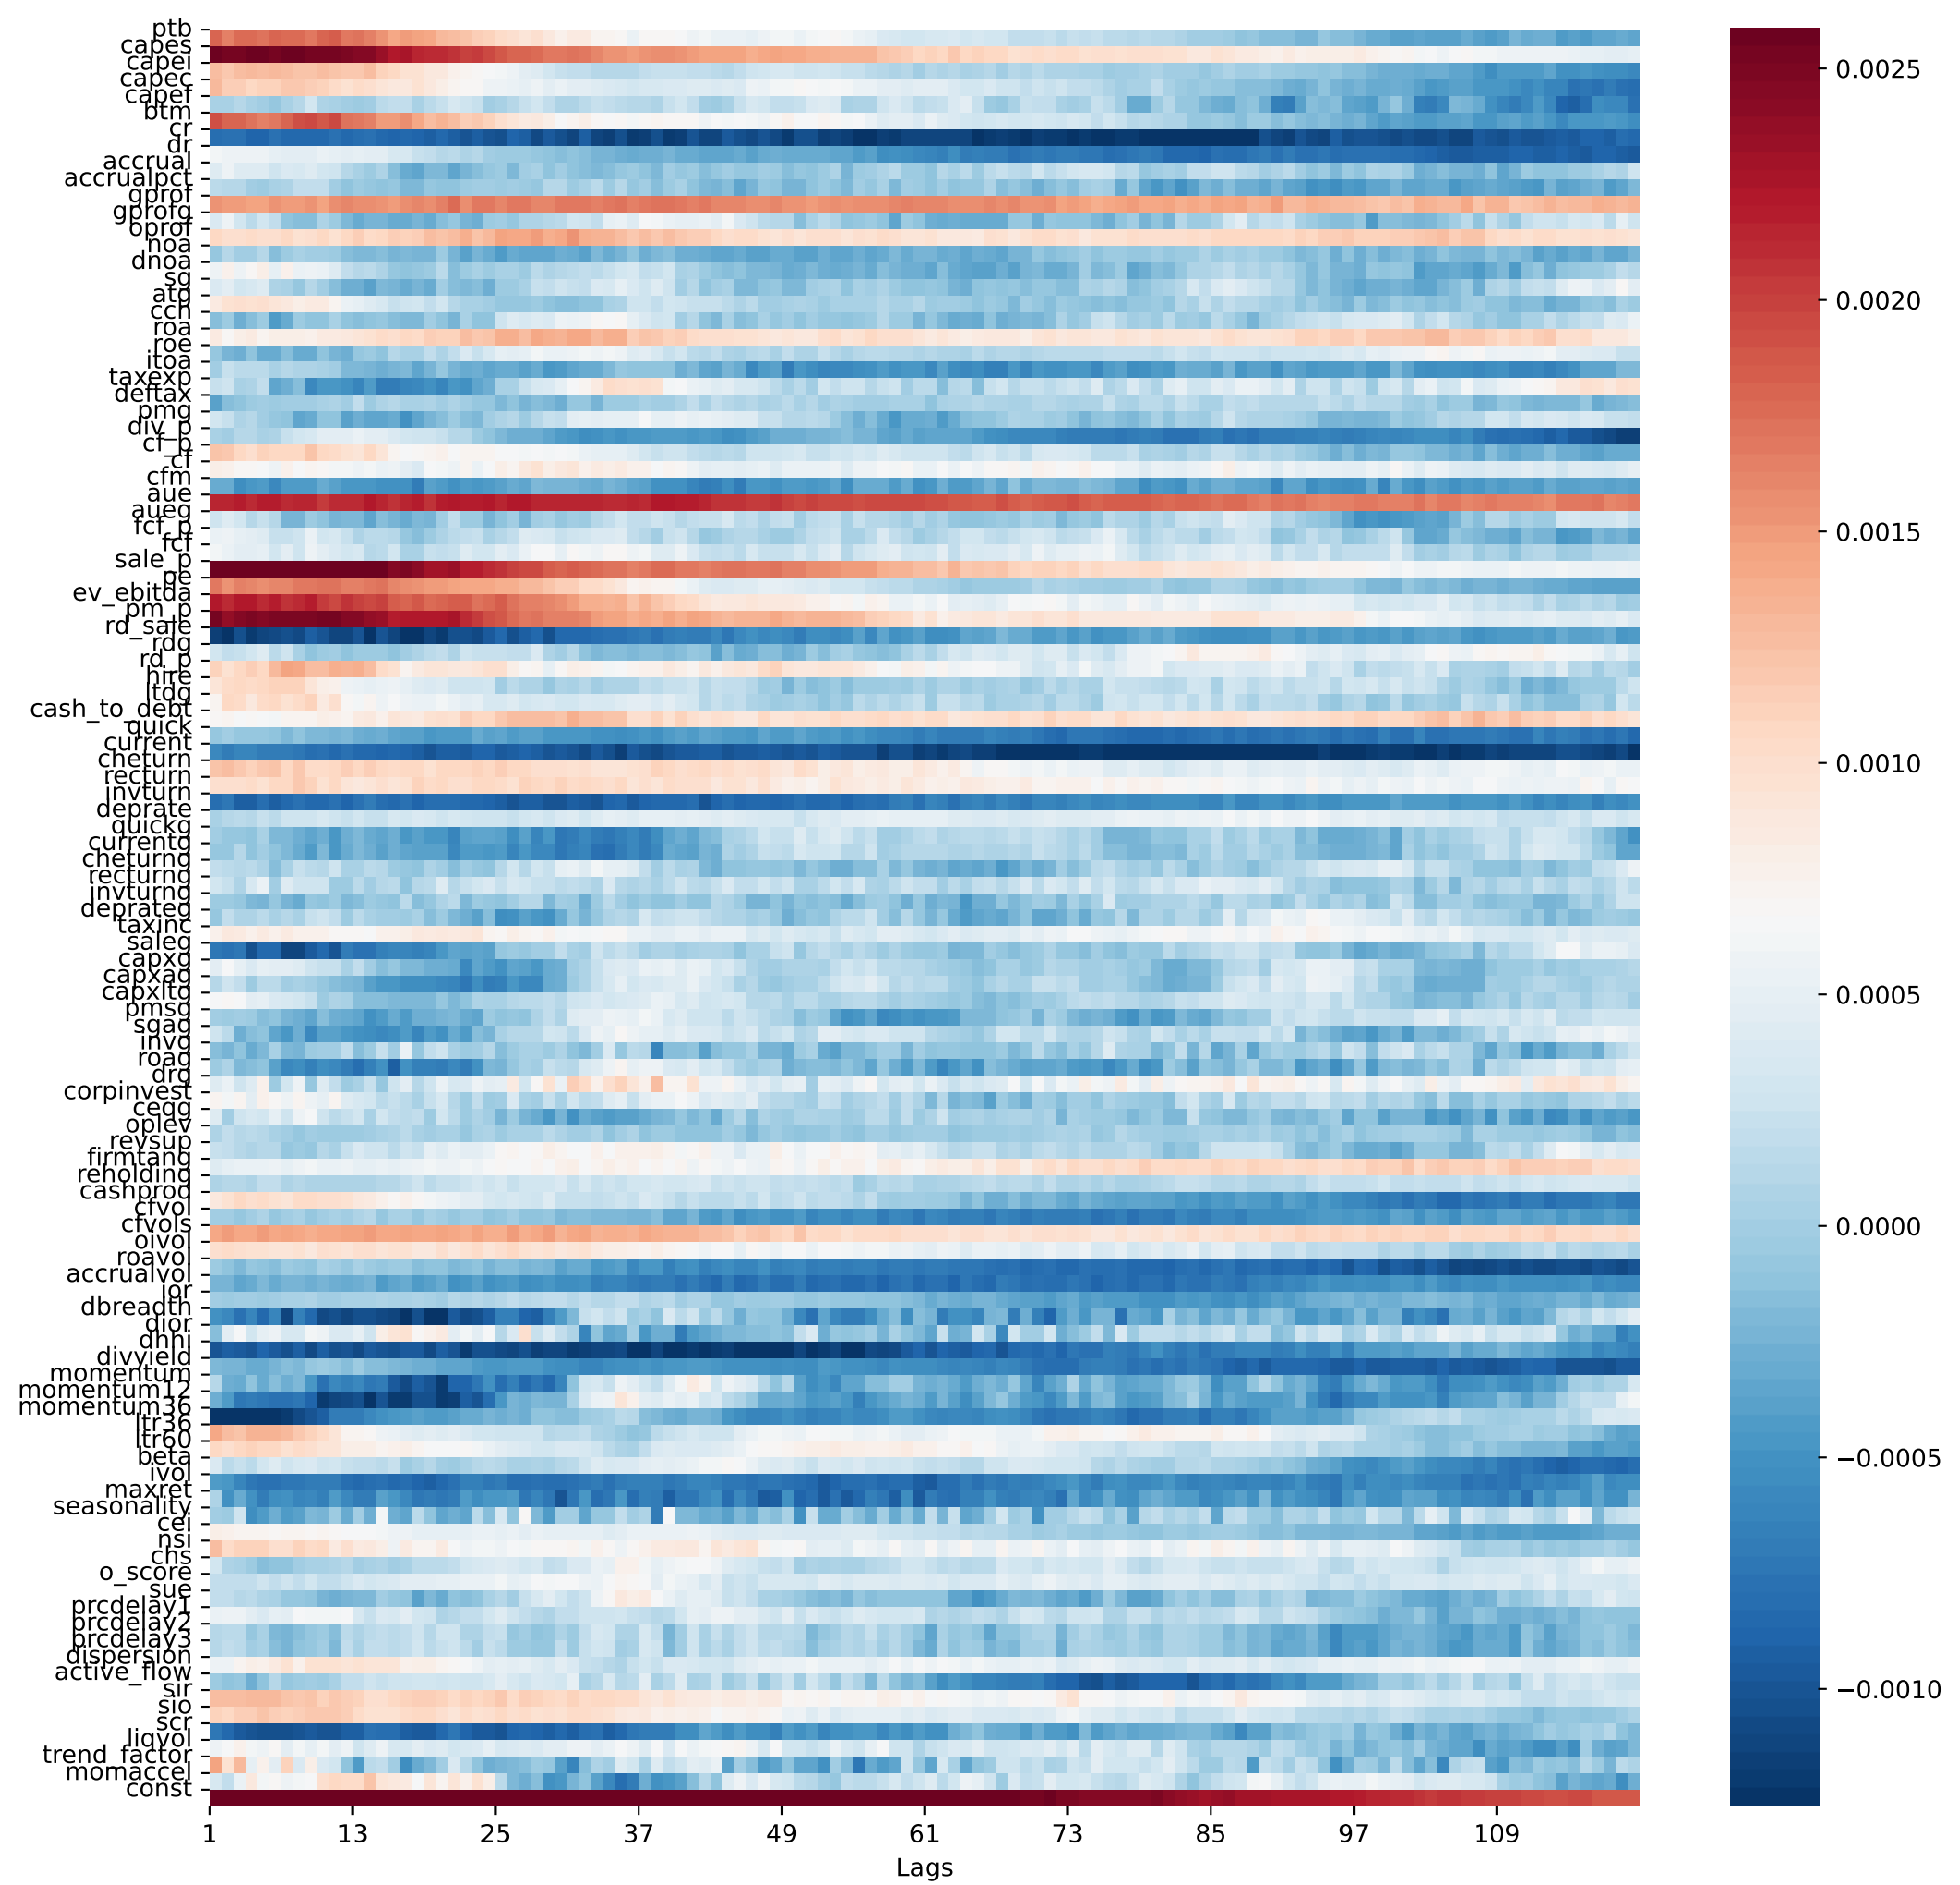 ptb
capes
capei
capec
capef
btm
cr
dr
accrual
accrualpct
gprof
gprofq
oprof
noa
dnoa
sg
atg
cch
roa
roe
itoa
taxexp
deftax
pmg
div_p
cf_p
cf
cfm
aue
aueg
fcf_p
fcf
sale_p
pe
ev_ebitda
pm_p
rd_sale
rdg
rd_p
hire
ltdg
cash_to_debt
quick
current
cheturn
recturn
invturn
deprate
quickg
currentg
cheturng
recturng
invturng
deprateg
taxinc
saleg
capxg
capxag
capxitg
pmsg
sgag
invg
roag
drg
corpinvest
ceqg
oplev
revsup
firmtang
reholding
cashprod
cfvol
cfvols
oivol
roavol
accrualvol
ior
dbreadth
dior
dhhi
divyield
momentum
momentum12
momentum36
ltr36
ltr60
beta
ivol
maxret
seasonality
cei
nsi
chs
o_score
sue
prcdelay1
prcdelay2
prcdelay3
dispersion
active_flow
sir
sio
scr
liqvol
trend_factor
momaccel
const
1 13 25 37 49 61 73 85 97 109
Lags
0.0025
0.0020
0.0015
0.0010
0.0005
0.0000
−0.0005
−0.0010